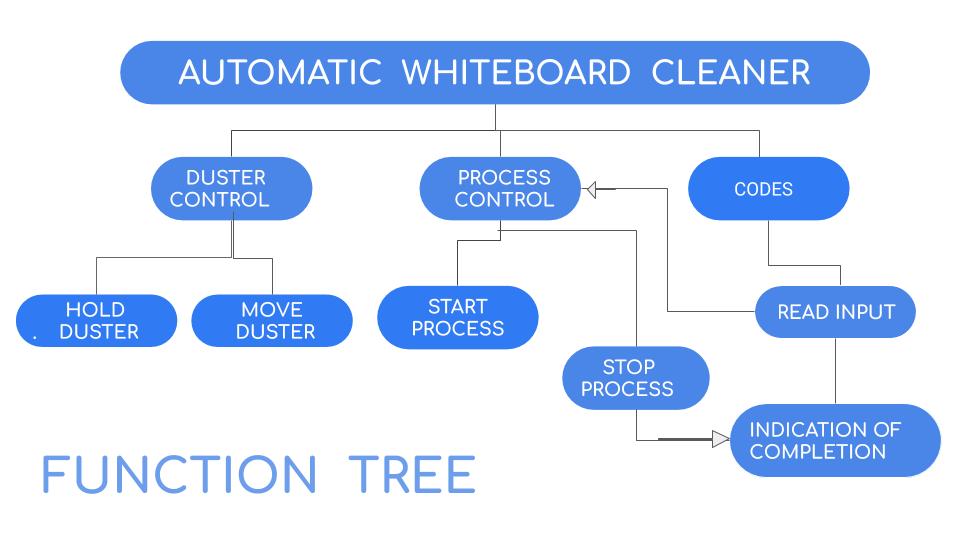 AUTOMATIC WHITEBOARD CLEANER
DUSTER
CONTROL
PROCESS
CONTROL
CODES
HOLD
. DUSTER
MOVE
DUSTER
START
PROCESS
READ INPUT
STOP
PROCESS
INDICATION OF
COMPLETION
FUNCTION TREE